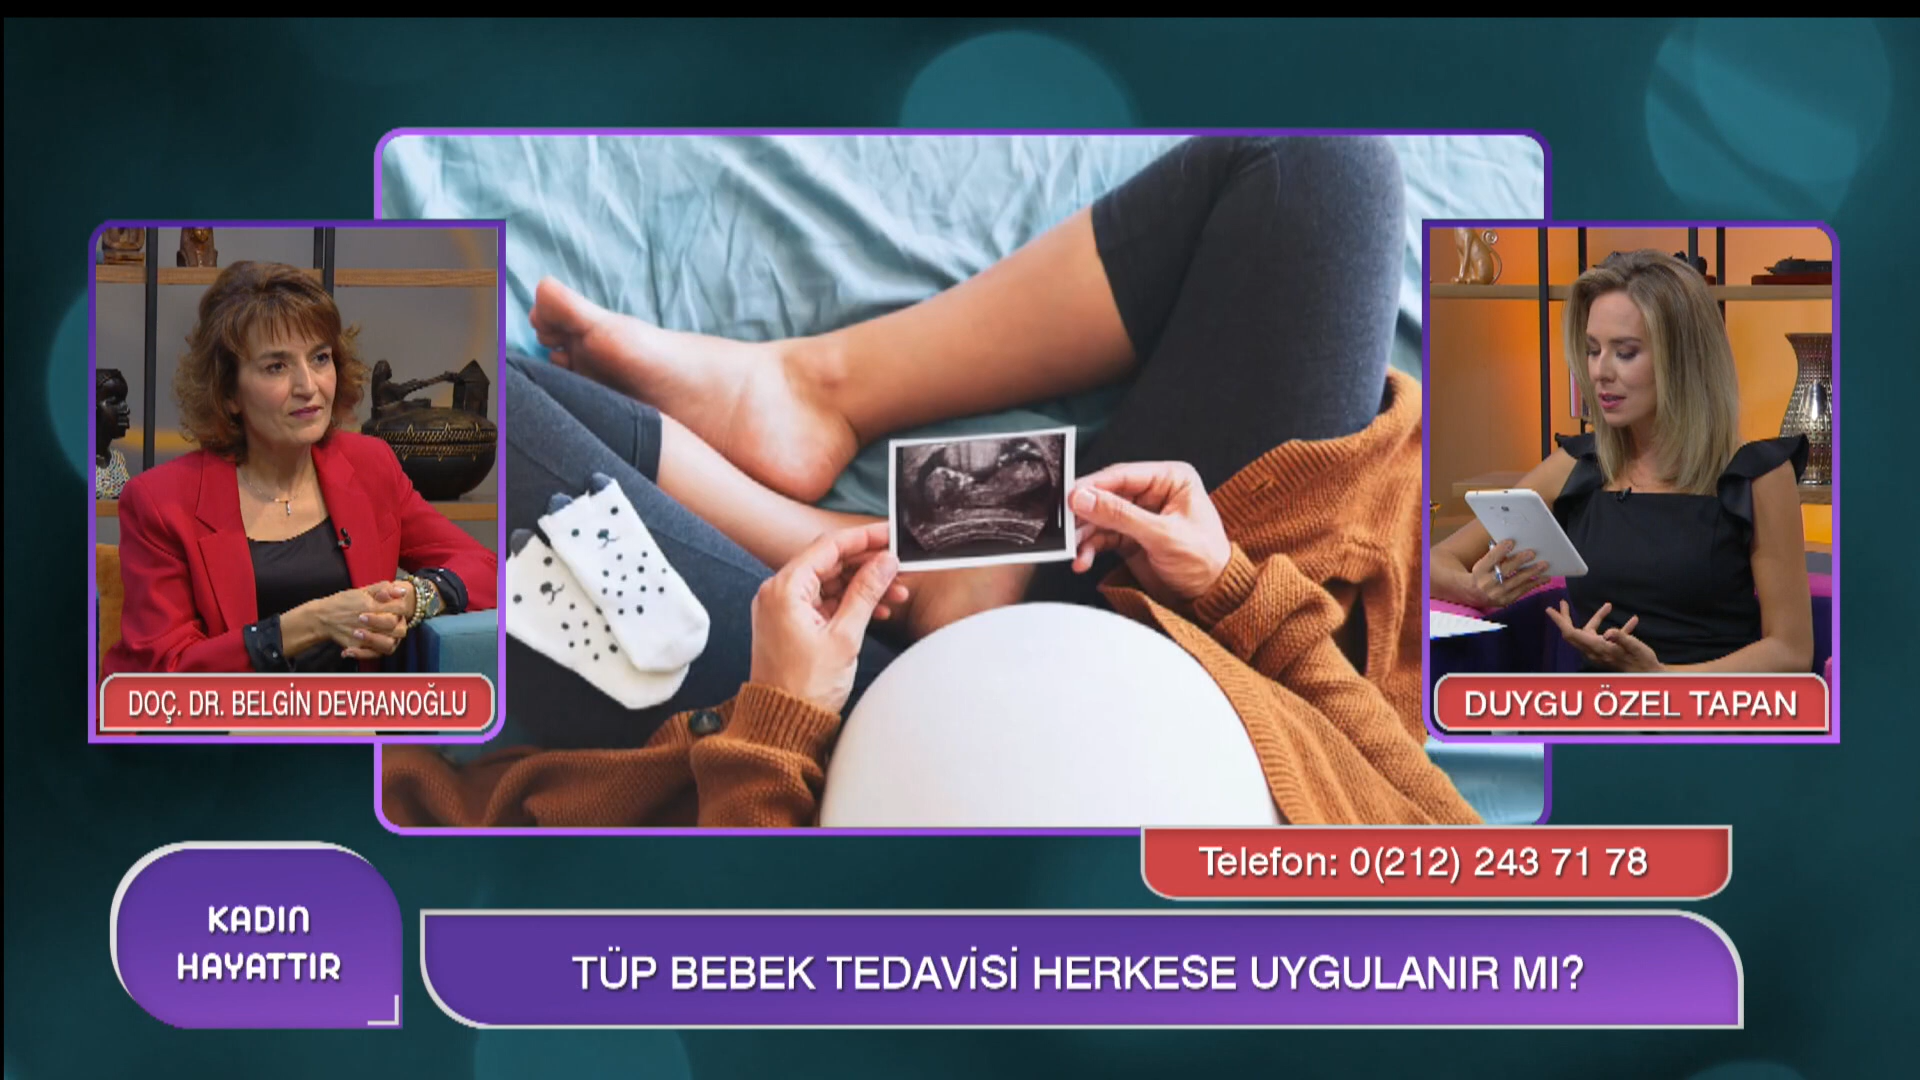 DOÇ. DR. BELGİN DEVRANOĞLU
DUYGU ÖZEL TAPAN
Telefon: 0(212) 243 71 78
KADIN
HAYATTIR
TÜP BEBEK TEDAVİSİ HERKESE UYGULANIR MI?